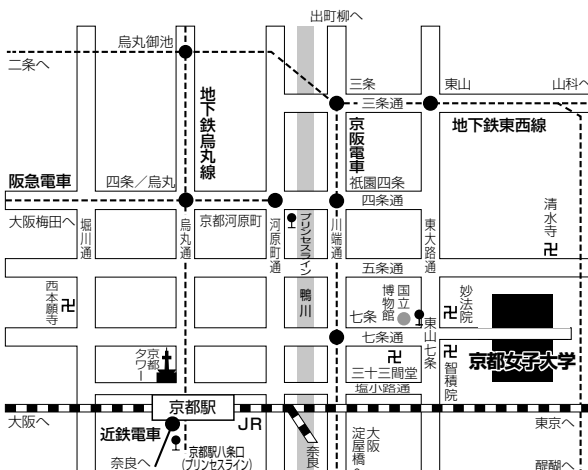 出町柳へ
烏丸御池
二条へ
三条
東山
山科へ
三条通
地下鉄烏丸線
京阪電車
地下鉄東西線
阪急電車
四条／烏丸
祇園四条
四条通
大阪梅田へ
堀川通
烏丸通
京都河原町
河原町通
プリンセスライン
川端通
東大路通
清水寺
五条通
西本願寺
鴨川
国立
博物館
妙法院
七条
七条通
東山七条
京都女子大学
京都
タワー
三十三間堂
智積院
塩小路通
京都駅
JR
大阪へ
東京へ
近鉄電車
京都駅八条口
(プリンセスライン)
奈良へ
奈良
大阪
淀屋橋
醍醐へ